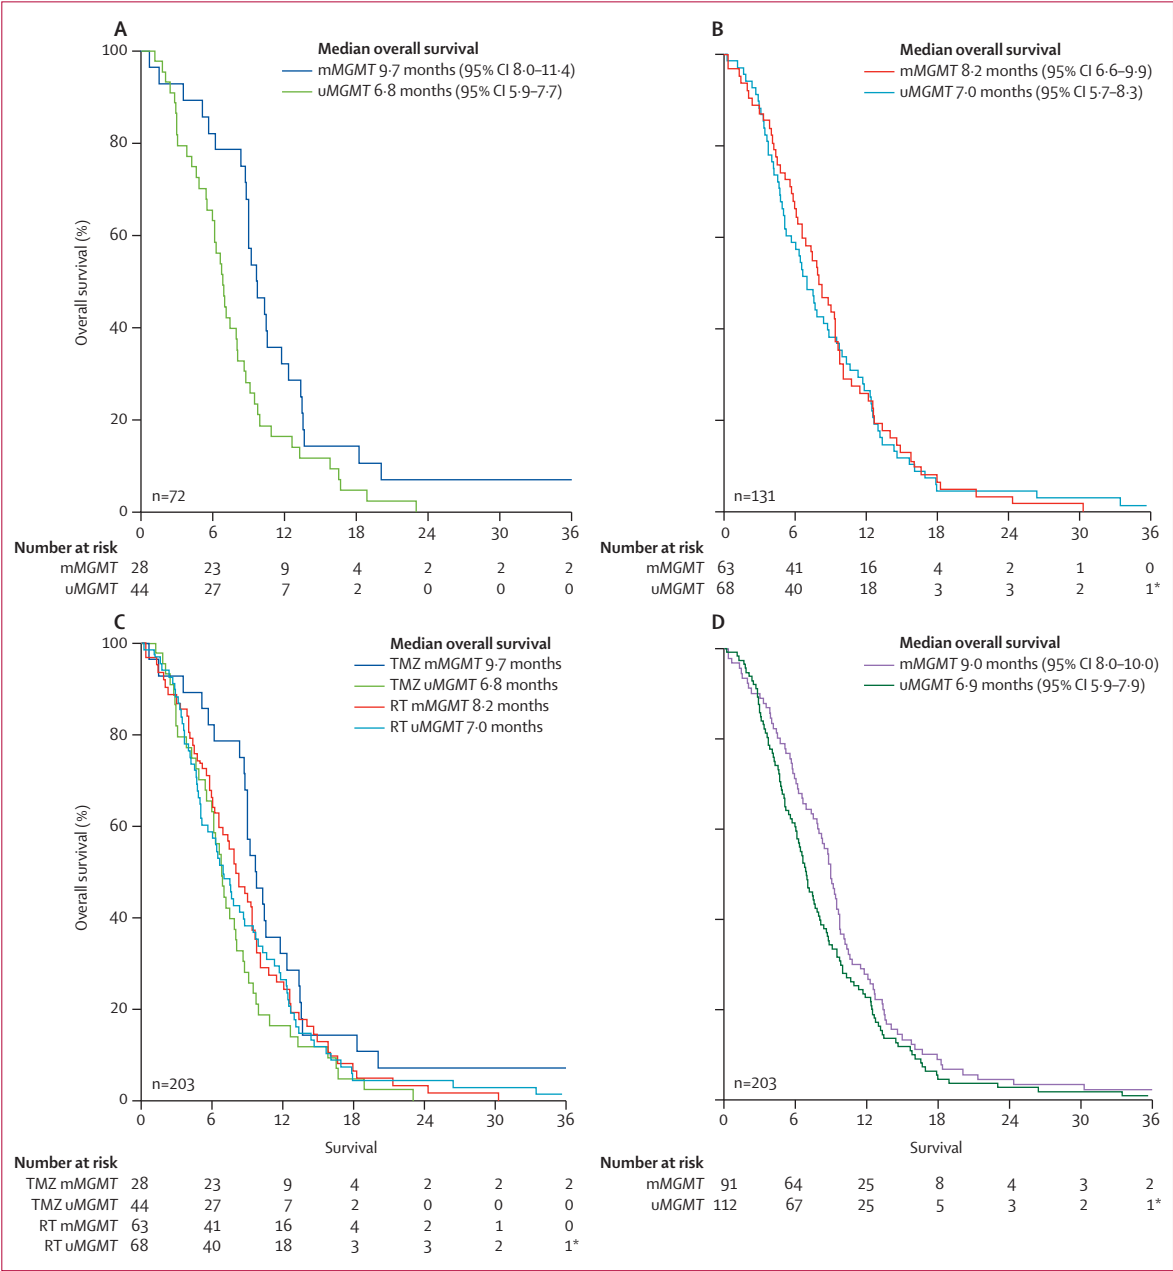 A
Median overall survival
mMGMT 9·7 months (95% CI 8·0–11·4)
uMGMT 6·8 months (95% CI 5·9–7·7)
100
80
60
40
20
0
Overall survival (%)
n=72
0 6 12 18 24 30 36
Number at risk
mMGMT 28 23 9 4 2 2 2
uMGMT 44 27 7 2 0 0 0
B
Median overall survival
mMGMT 8·2 months (95% CI 6·6–9·9)
uMGMT 7·0 months (95% CI 5·7–8·3)
n=131
0 6 12 18 24 30 36
Number at risk
mMGMT 63 41 16 4 2 1 0
uMGMT 68 40 18 3 3 2 1*
C
Median overall survival
TMZ mMGMT 9·7 months
TMZ uMGMT 6·8 months
RT mMGMT 8·2 months
RT uMGMT 7·0 months
100
80
60
40
20
0
Overall survival (%)
n=203
0 6 12 18 24 30 36
Survival
Number at risk
TMZ mMGMT 28 23 9 4 2 2 2
TMZ uMGMT 44 27 7 2 0 0 0
RT mMGMT 63 41 16 4 2 1 0
RT uMGMT 68 40 18 3 3 2 1*
D
Median overall survival
mMGMT 9·0 months (95% CI 8·0–10·0)
uMGMT 6·9 months (95% CI 5·9–7·9)
n=203
0 6 12 18 24 30 36
Survival
Number at risk
mMGMT 91 64 25 8 4 3 2
uMGMT 112 67 25 5 3 2 1*